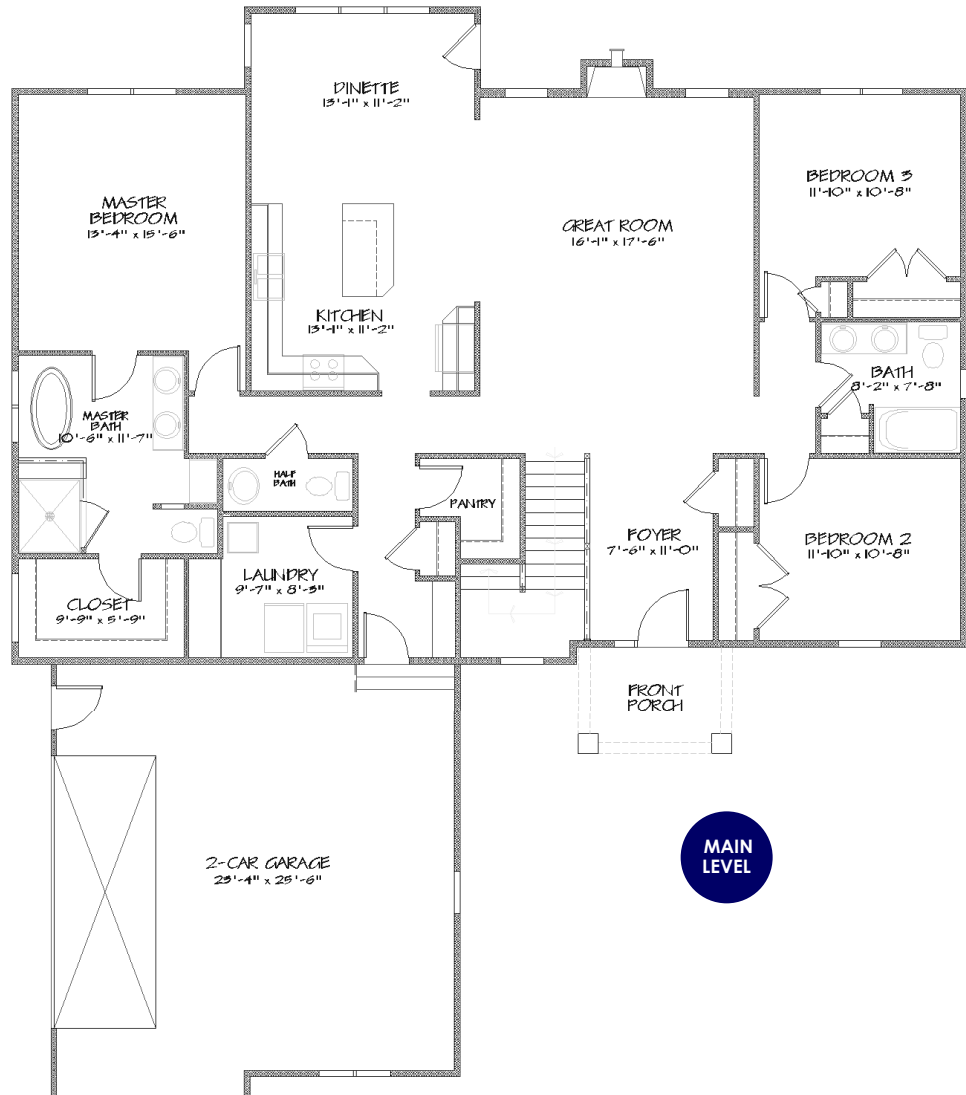 DINETTE
13'-1" x 11'-2"
MASTER
BEDROOM
13'-4" x 15'-6"
GREAT ROOM
16'-1" x 17'-6"
BEDROOM 3
11'-10" x 10'-8"
KITCHEN
13'-1" x 11'-2"
MASTER
BATH
10'-6" x 11'-7"
BATH
8'-2" x 7'-8"
HALF
BATH
PANTRY
FOYER
7'-6" x 11'-0"
BEDROOM 2
11'-10" x 10'-8"
LAUNDRY
9'-7" x 8'-3"
CLOSET
9'-9" x 5'-9"
FRONT
PORCH
2-CAR GARAGE
23'-4" x 25'-6"
MAIN
LEVEL